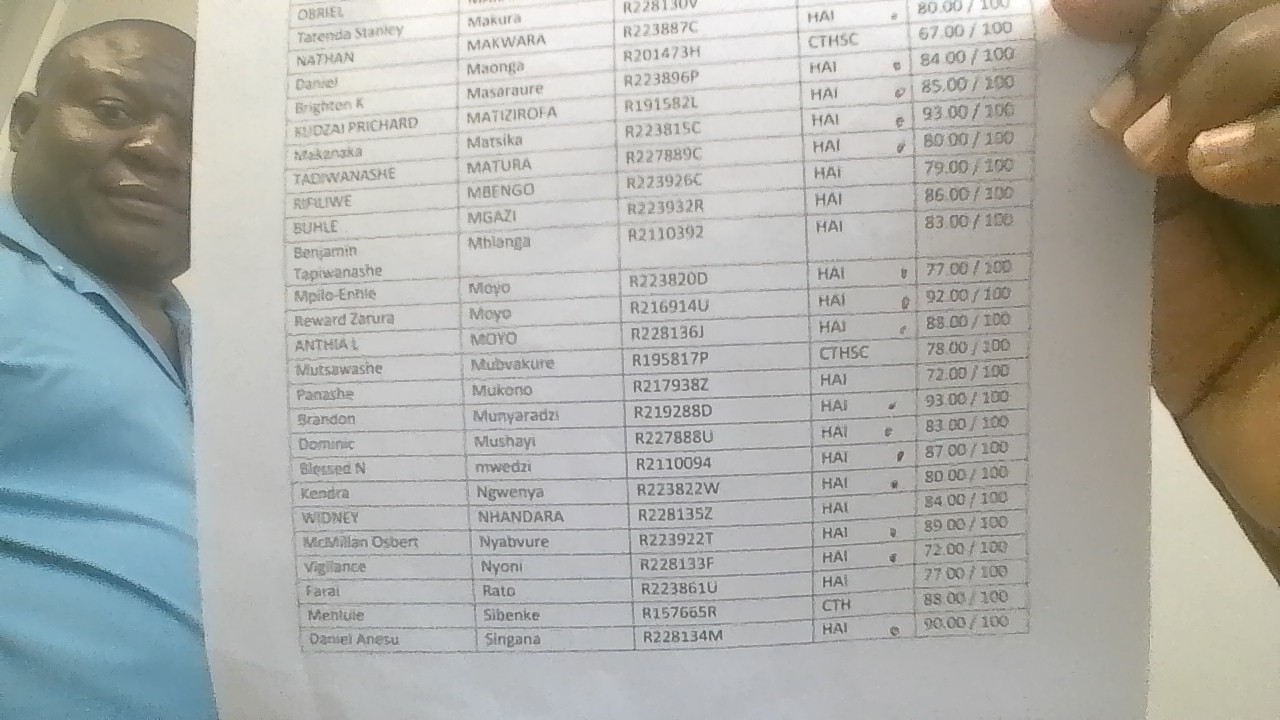 OBRIEL
Tatenda Stanley Makura R228130V
NATHAN MAKWARA R223887C HAI 80.00 / 100
Daniel Maonga R201473H CTHSC 67.00 / 100
Brighton K Masaraure R223896P HAI 84.00 / 100
KUDZAI PRICHARD MATIZIROFA R191582L HAI 85.00 / 100
Makanaka Matsika R223815C HAI 93.00 / 100
TADIWANASHE MATURA R227889C HAI 80.00 / 100
RIFILIWE MBENGO R223926C HAI 79.00 / 100
BUHLE MGAZI R223932R HAI 86.00 / 100
Benjamin Mhlanga R2110392 HAI 83.00 / 100
Tapiwanashe
Mpilo-Enhle Moyo R223820D HAI 77.00 / 100
Reward Zarura Moyo R216914U HAI 92.00 / 100
ANTHIA L MOYO R228136J HAI 88.00 / 100
Mutsawashe Mubvakure R195817P CTHSC 78.00 / 100
Panashe Mukono R217938Z HAI 72.00 / 100
Brandon Munyaradzi R219288D HAI 93.00 / 100
Dominic Mushayi R227888U HAI 83.00 / 100
Blessed N mwedzi R2110094 HAI 87.00 / 100
Kendra Ngwenya R223822W HAI 80.00 / 100
WIDNEY NHANDARA R228135Z HAI 84.00 / 100
McMillan Osbert Nyabvure R223922T HAI 89.00 / 100
Vigilance Nyoni R228133F HAI 72.00 / 100
Farai Rato R223861U HAI 77.00 / 100
Menlule Sibenke R157665R CTH 88.00 / 100
Daniel Anesu Singana R228134M HAI 90.00 / 100